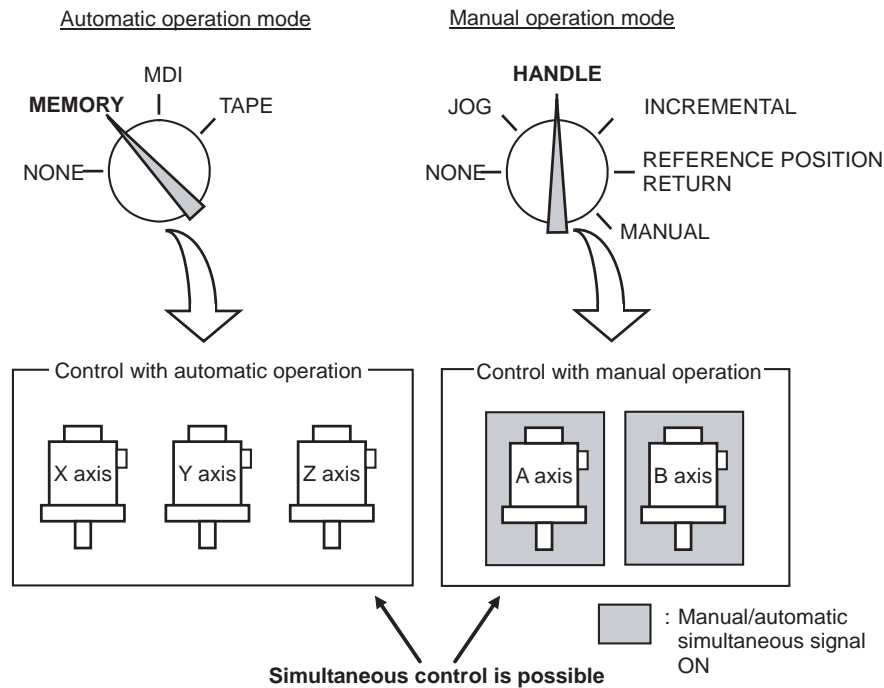 Automatic operation mode
MDI
MEMORY
TAPE
NONE
Manual operation mode
HANDLE
JOG
INCREMENTAL
NONE
REFERENCE POSITION
RETURN
MANUAL
Control with automatic operation
X axis
Y axis
Z axis
Control with manual operation
A axis
B axis
Simultaneous control is possible
: Manual/automatic
simultaneous signal
ON